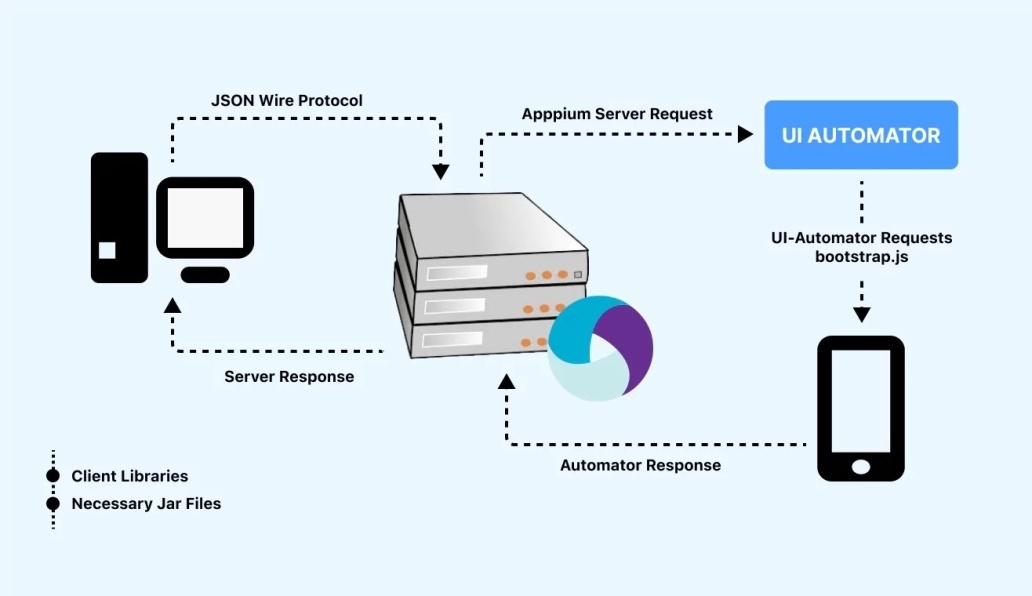 JSON Wire Protocol
Apppium Server Request
UI AUTOMATOR
UI-Automator Requests
bootstrap.js
Server Response
Automator Response
Client Libraries
Necessary Jar Files